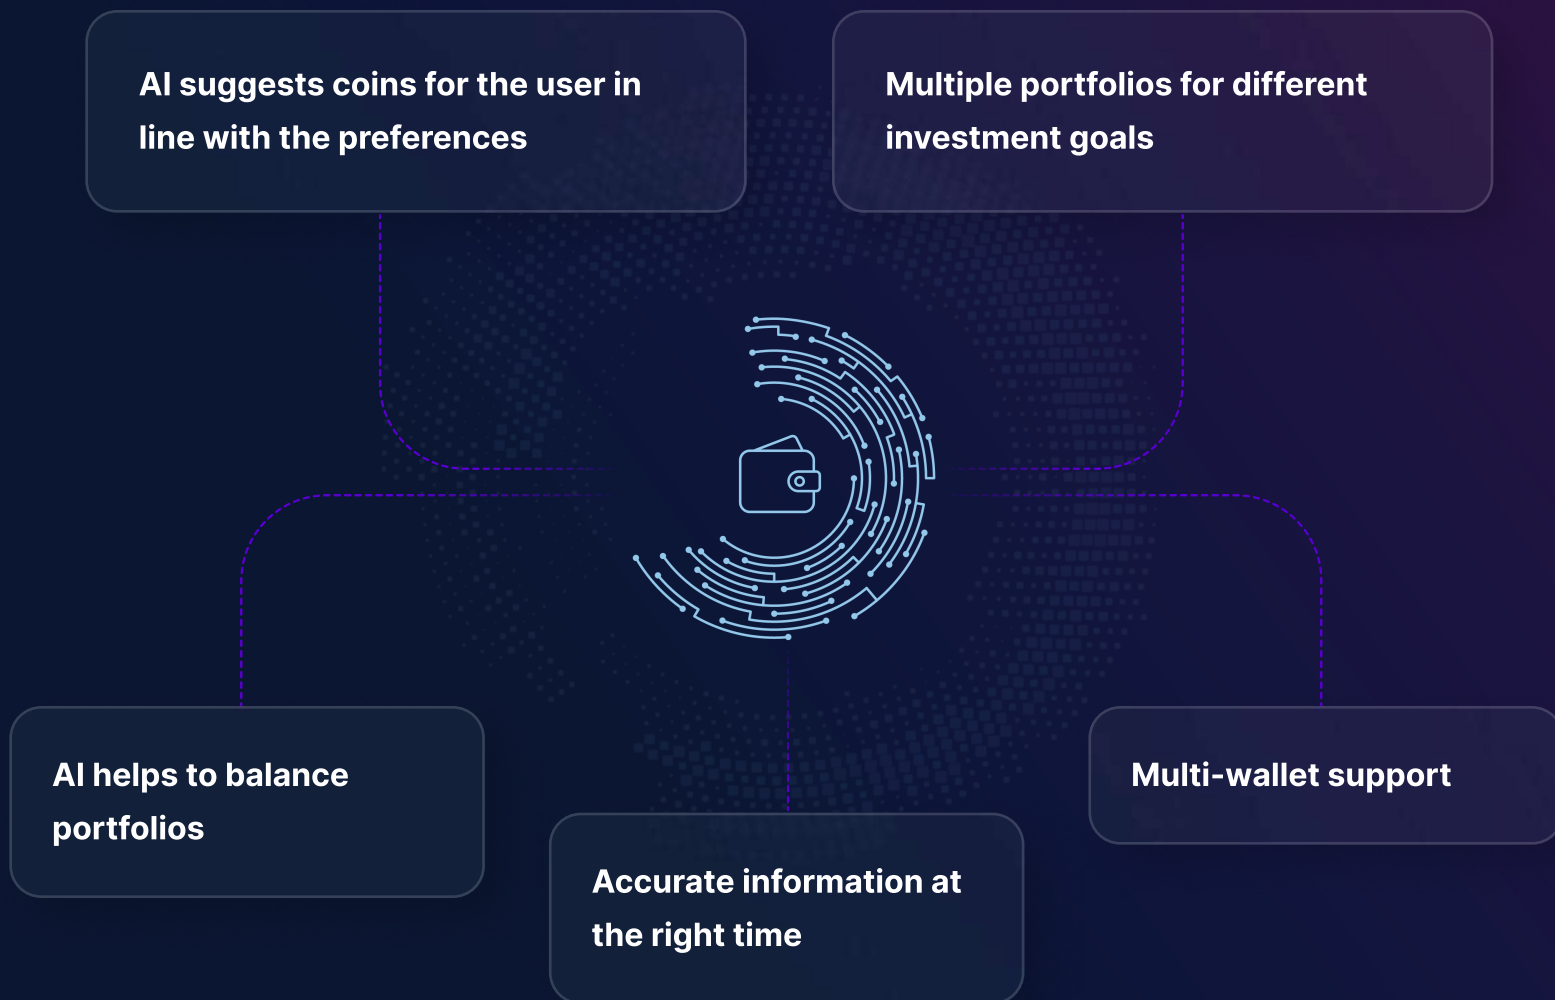 AI suggests coins for the user in
line with the preferences
Multiple portfolios for different
investment goals
AI helps to balance
portfolios
Accurate information at
the right time
Multi-wallet support